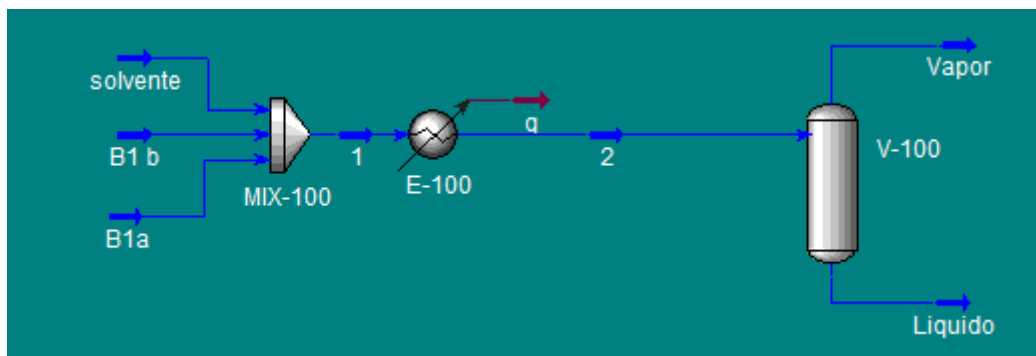 solvente
B1 b
B1a
MIX-100
1
E-100
q
2
Vapor
V-100
Liquido